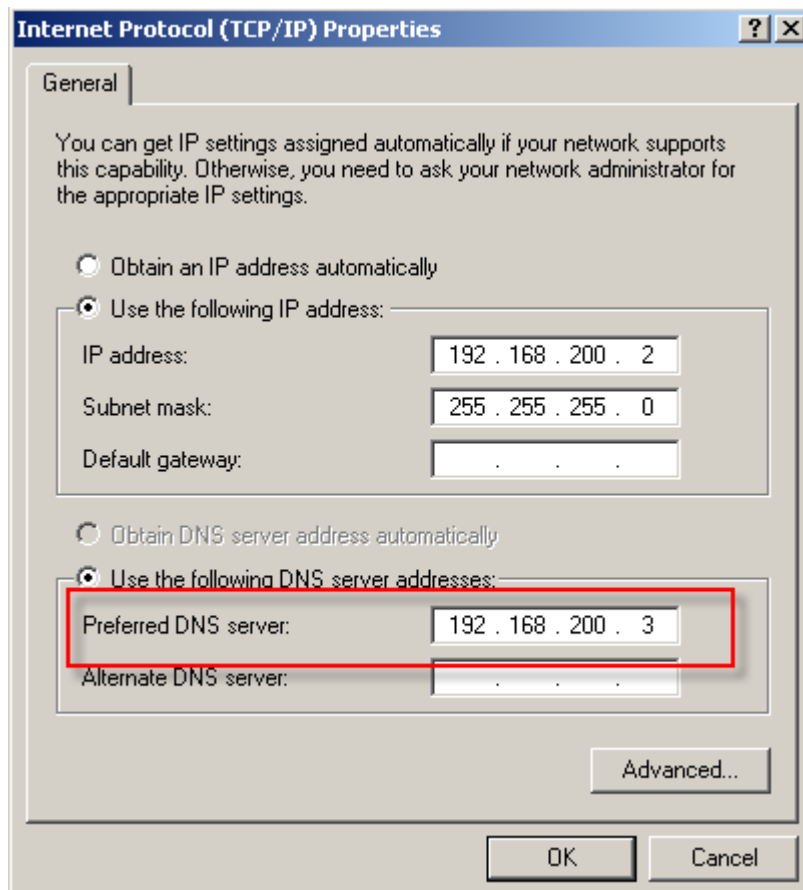 Internet Protocol (TCP/IP) Properties
General
You can get IP settings assigned automatically if your network supports
this capability. Otherwise, you need to ask your network administrator for
the appropriate IP settings.
Obtain an IP address automatically
Use the following IP address:
IP address: 192 . 168 . 200 . 2
Subnet mask: 255 . 255 . 255 . 0
Default gateway: . . .
Obtain DNS server address automatically
Use the following DNS server addresses:
Preferred DNS server: 192 . 168 . 200 . 3
Alternate DNS server: . . .
Advanced...
OK Cancel